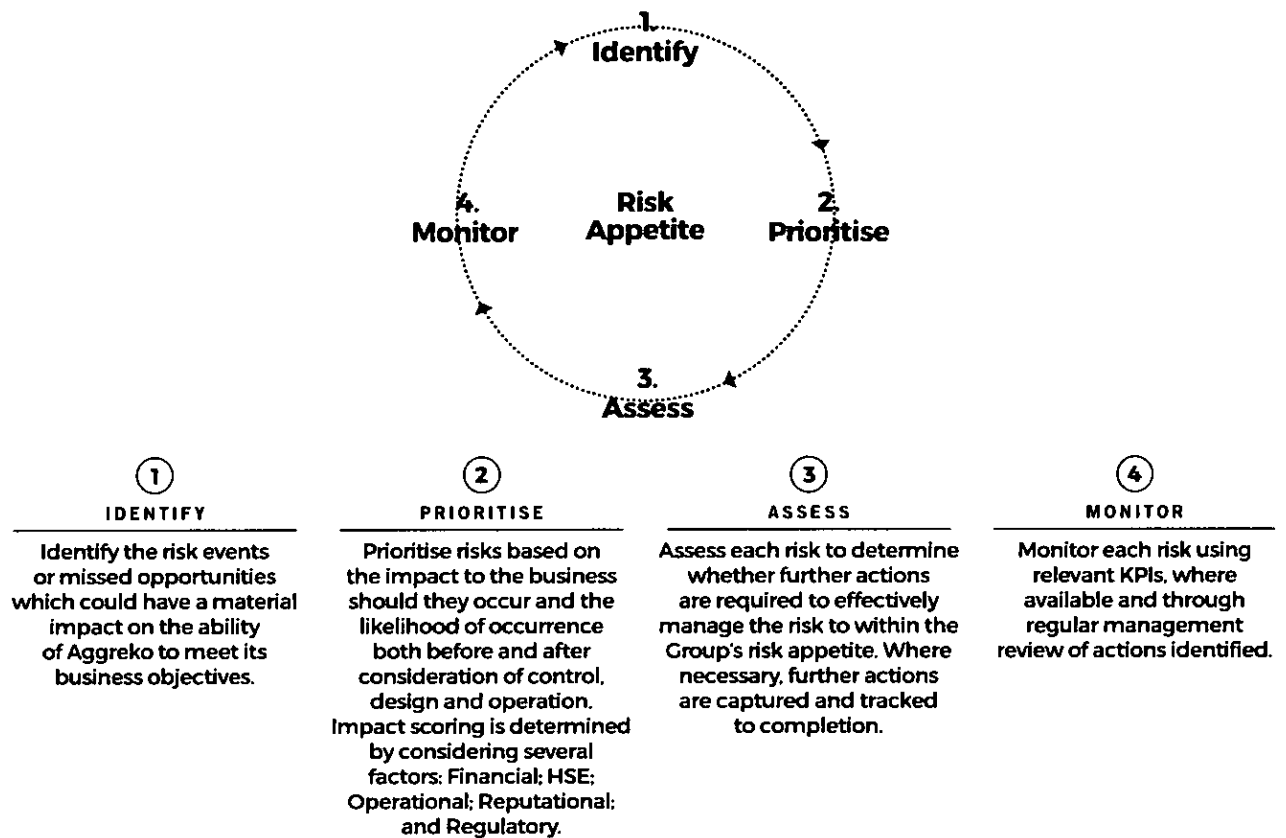 1.
Identify
4.
Monitor
Risk
Appetite
2.
Prioritise
3.
Assess
1
IDENTIFY
Identify the risk events
or missed opportunities
which could have a material
impact on the ability
of Aggreko to meet its
business objectives.
2
PRIORITISE
Prioritise risks based on
the impact to the business
should they occur and the
likelihood of occurrence
both before and after
consideration of control,
design and operation.
Impact scoring is determined
by considering several
factors: Financial; HSE;
Operational; Reputational;
and Regulatory.
3
ASSESS
Assess each risk to determine
whether further actions
are required to effectively
manage the risk to within the
Group's risk appetite. Where
necessary, further actions
are captured and tracked
to completion.
4
MONITOR
Monitor each risk using
relevant KPIs, where
available and through
regular management
review of actions identified.